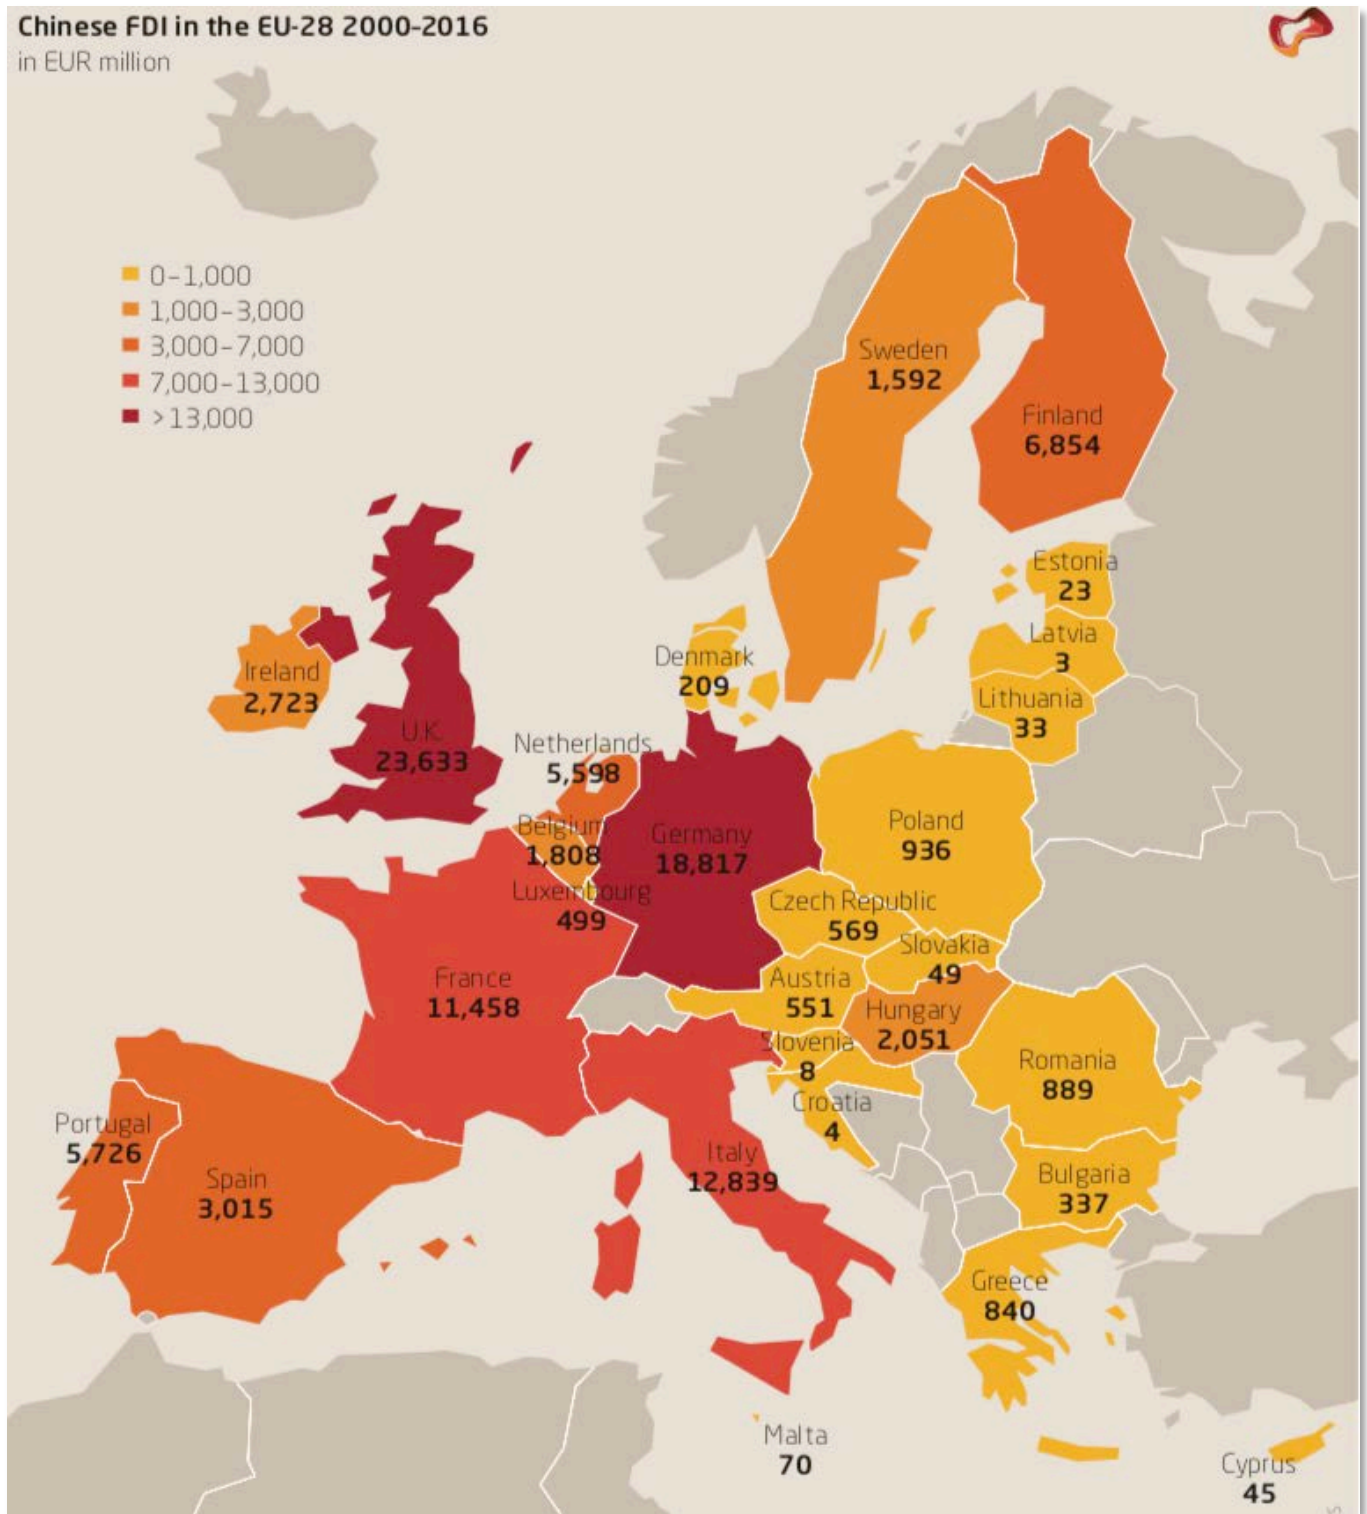 Chinese FDI in the EU-28 2000-2016
in EUR million
0-1,000
1,000-3,000
3,000-7,000
7,000-13,000
>13,000
Sweden
1,592
Finland
6,854
Estonia
23
Latvia
3
Lithuania
33
Denmark
209
Ireland
2,723
U.K.
23,633
Netherlands
5,598
Belgium
1,808
Luxembourg
499
Germany
18,817
Poland
936
Czech Republic
569
Slovakia
49
Austria
551
Hungary
2,051
Slovenia
8
Croatia
4
France
11,458
Romania
889
Portugal
5,726
Spain
3,015
Italy
12,839
Bulgaria
337
Greece
840
Malta
70
Cyprus
45